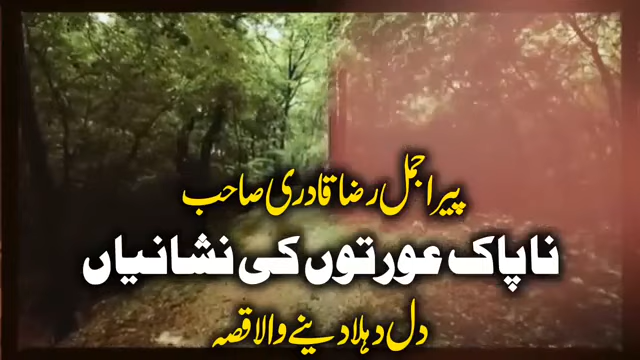 پیر اجمل رضا قادری صاحب
ناپاک عورتوں کی نشانیاں
دل دہلا دینے والا قصہ